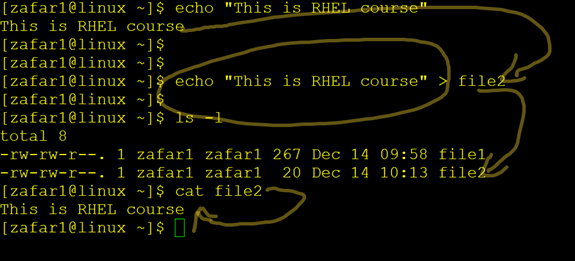 [zafar1@linux ~]$ echo "This is RHEL course"
This is RHEL course
[zafar1@linux ~]$
[zafar1@linux ~]$
[zafar1@linux ~]$ echo "This is RHEL course" > file2
[zafar1@linux ~]$
[zafar1@linux ~]$ ls -l
total 8
-rw-rw-r--. 1 zafar1 zafar1 267 Dec 14 09:58 file1
-rw-rw-r--. 1 zafar1 zafar1  20 Dec 14 10:13 file2
[zafar1@linux ~]$ cat file2
This is RHEL course
[zafar1@linux ~]$